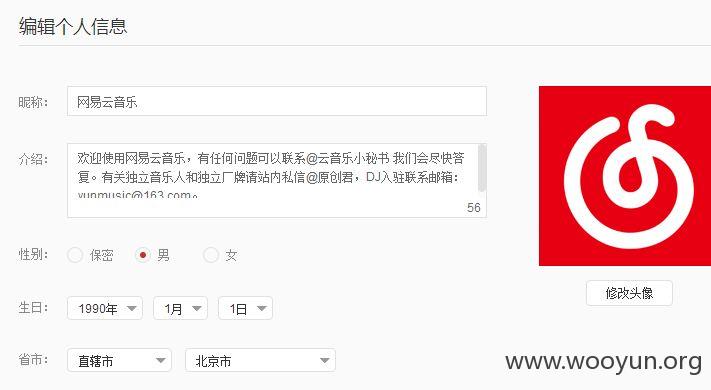 编辑个人信息
昵称： 网易云音乐
介绍： 欢迎使用网易云音乐，有任何问题可以联系@云音乐小秘书 我们会尽快答
复。有关独立音乐人和独立厂牌请站内私信@原创君，DJ入驻联系邮箱：
yunmusic@163.com。
56
性别： 保密 男 女
生日： 1990年 1月 1日
修改头像
省市： 直辖市 北京市
www.wooyun.org